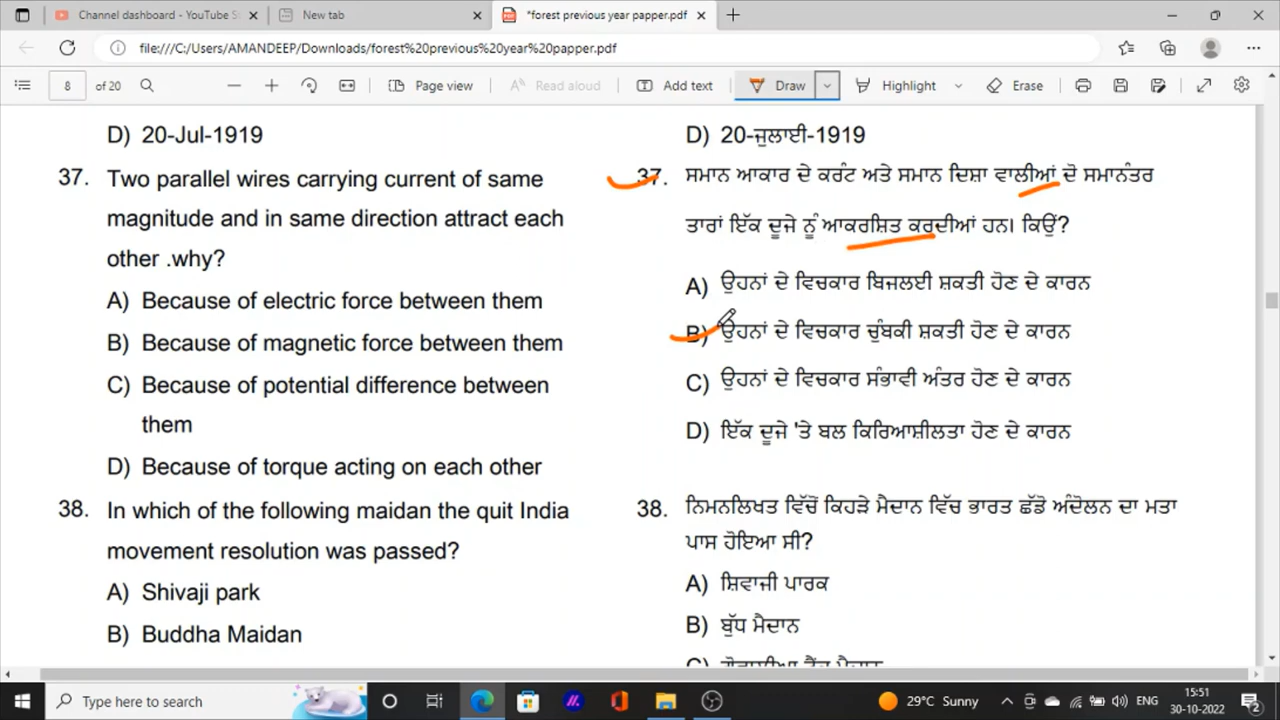 Channel dashboard - YouTube S
New tab
*forest previous year papper.pdf
file:///C:/Users/AMANDEEP/Downloads/forest%20previous%20year%20papper.pdf
8 of 20
Page view
Read aloud
Add text
Draw
Highlight
Erase
D) 20-Jul-1919
37. Two parallel wires carrying current of same
magnitude and in same direction attract each
other .why?
A) Because of electric force between them
B) Because of magnetic force between them
C) Because of potential difference between
them
D) Because of torque acting on each other
38. In which of the following maidan the quit India
movement resolution was passed?
A) Shivaji park
B) Buddha Maidan
D) 20-ਜੁਲਾਈ-1919
37. ਸਮਾਨ ਆਕਾਰ ਦੇ ਕਰੰਟ ਅਤੇ ਸਮਾਨ ਦਿਸ਼ਾ ਵਾਲੀਆਂ ਦੋ ਸਮਾਨੰਤਰ
ਤਾਰਾਂ ਇੱਕ ਦੂਜੇ ਨੂੰ ਆਕਰਸ਼ਿਤ ਕਰਦੀਆਂ ਹਨ। ਕਿਉਂ?
A) ਉਹਨਾਂ ਦੇ ਵਿਚਕਾਰ ਬਿਜਲਈ ਸ਼ਕਤੀ ਹੋਣ ਦੇ ਕਾਰਨ
B) ਉਹਨਾਂ ਦੇ ਵਿਚਕਾਰ ਚੁੰਬਕੀ ਸ਼ਕਤੀ ਹੋਣ ਦੇ ਕਾਰਨ
C) ਉਹਨਾਂ ਦੇ ਵਿਚਕਾਰ ਸੰਭਾਵੀ ਅੰਤਰ ਹੋਣ ਦੇ ਕਾਰਨ
D) ਇੱਕ ਦੂਜੇ 'ਤੇ ਬਲ ਕਿਰਿਆਸ਼ੀਲਤਾ ਹੋਣ ਦੇ ਕਾਰਨ
38. ਨਿਮਨਲਿਖਤ ਵਿੱਚੋਂ ਕਿਹੜੇ ਮੈਦਾਨ ਵਿੱਚ ਭਾਰਤ ਛੱਡੋ ਅੰਦੋਲਨ ਦਾ ਮਤਾ
ਪਾਸ ਹੋਇਆ ਸੀ?
A) ਸ਼ਿਵਾਜੀ ਪਾਰਕ
B) ਬੁੱਧ ਮੈਦਾਨ
Type here to search
29°C Sunny
ENG
15:51
30-10-2022
2